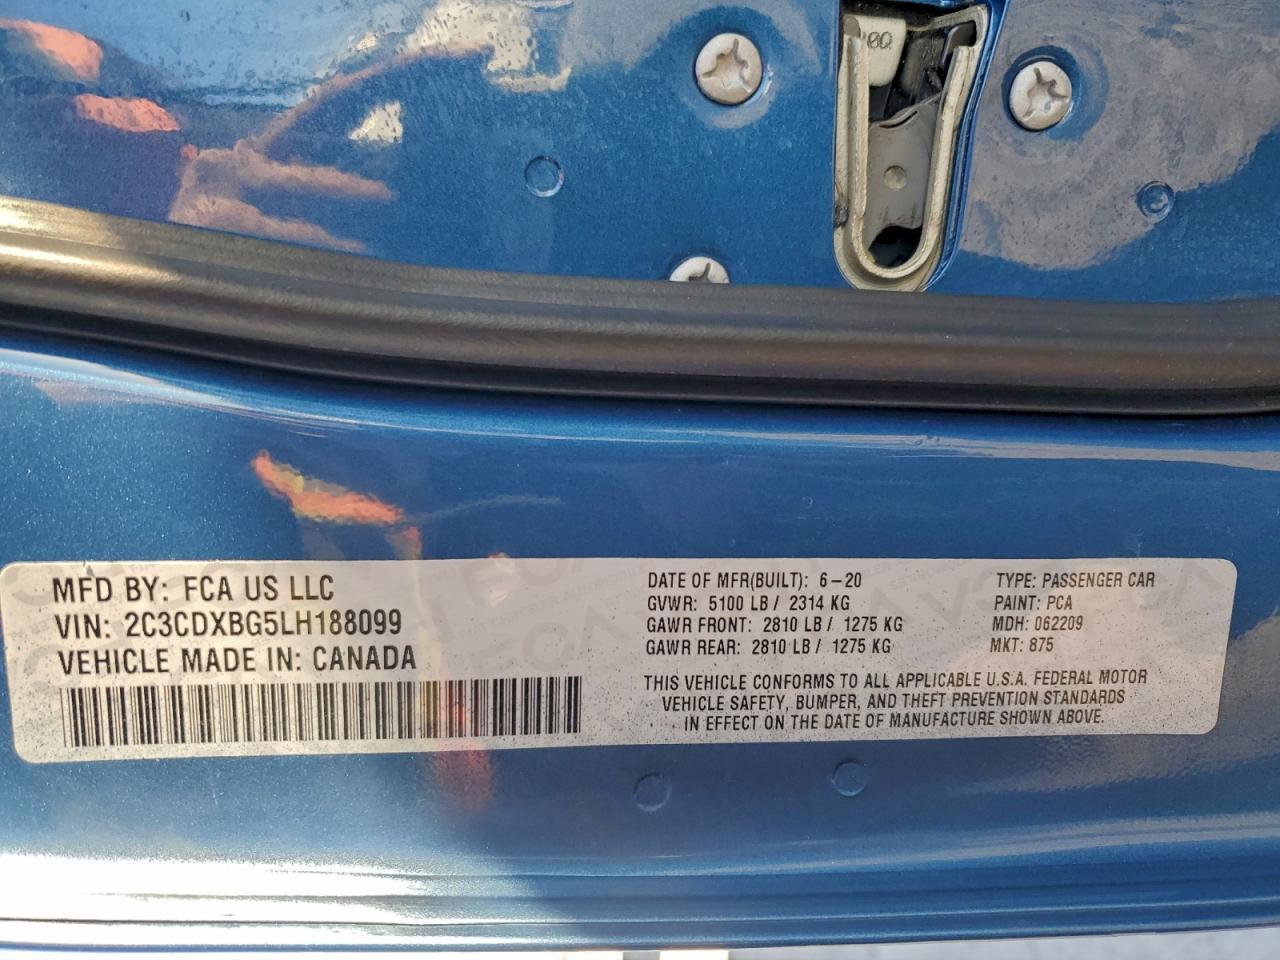 00
MFD BY: FCA US LLC
VIN: 2C3CDXBG5LH188099
VEHICLE MADE IN: CANADA
DATE OF MFR(BUILT): 6-20
GVWR: 5100 LB / 2314 KG
GAWR FRONT: 2810 LB / 1275 KG
GAWR REAR: 2810 LB / 1275 KG
TYPE: PASSENGER CAR
PAINT: PCA
MDH: 062209
MKT: 875
THIS VEHICLE CONFORMS TO ALL APPLICABLE U.S.A. FEDERAL MOTOR
VEHICLE SAFETY, BUMPER, AND THEFT PREVENTION STANDARDS
IN EFFECT ON THE DATE OF MANUFACTURE SHOWN ABOVE.